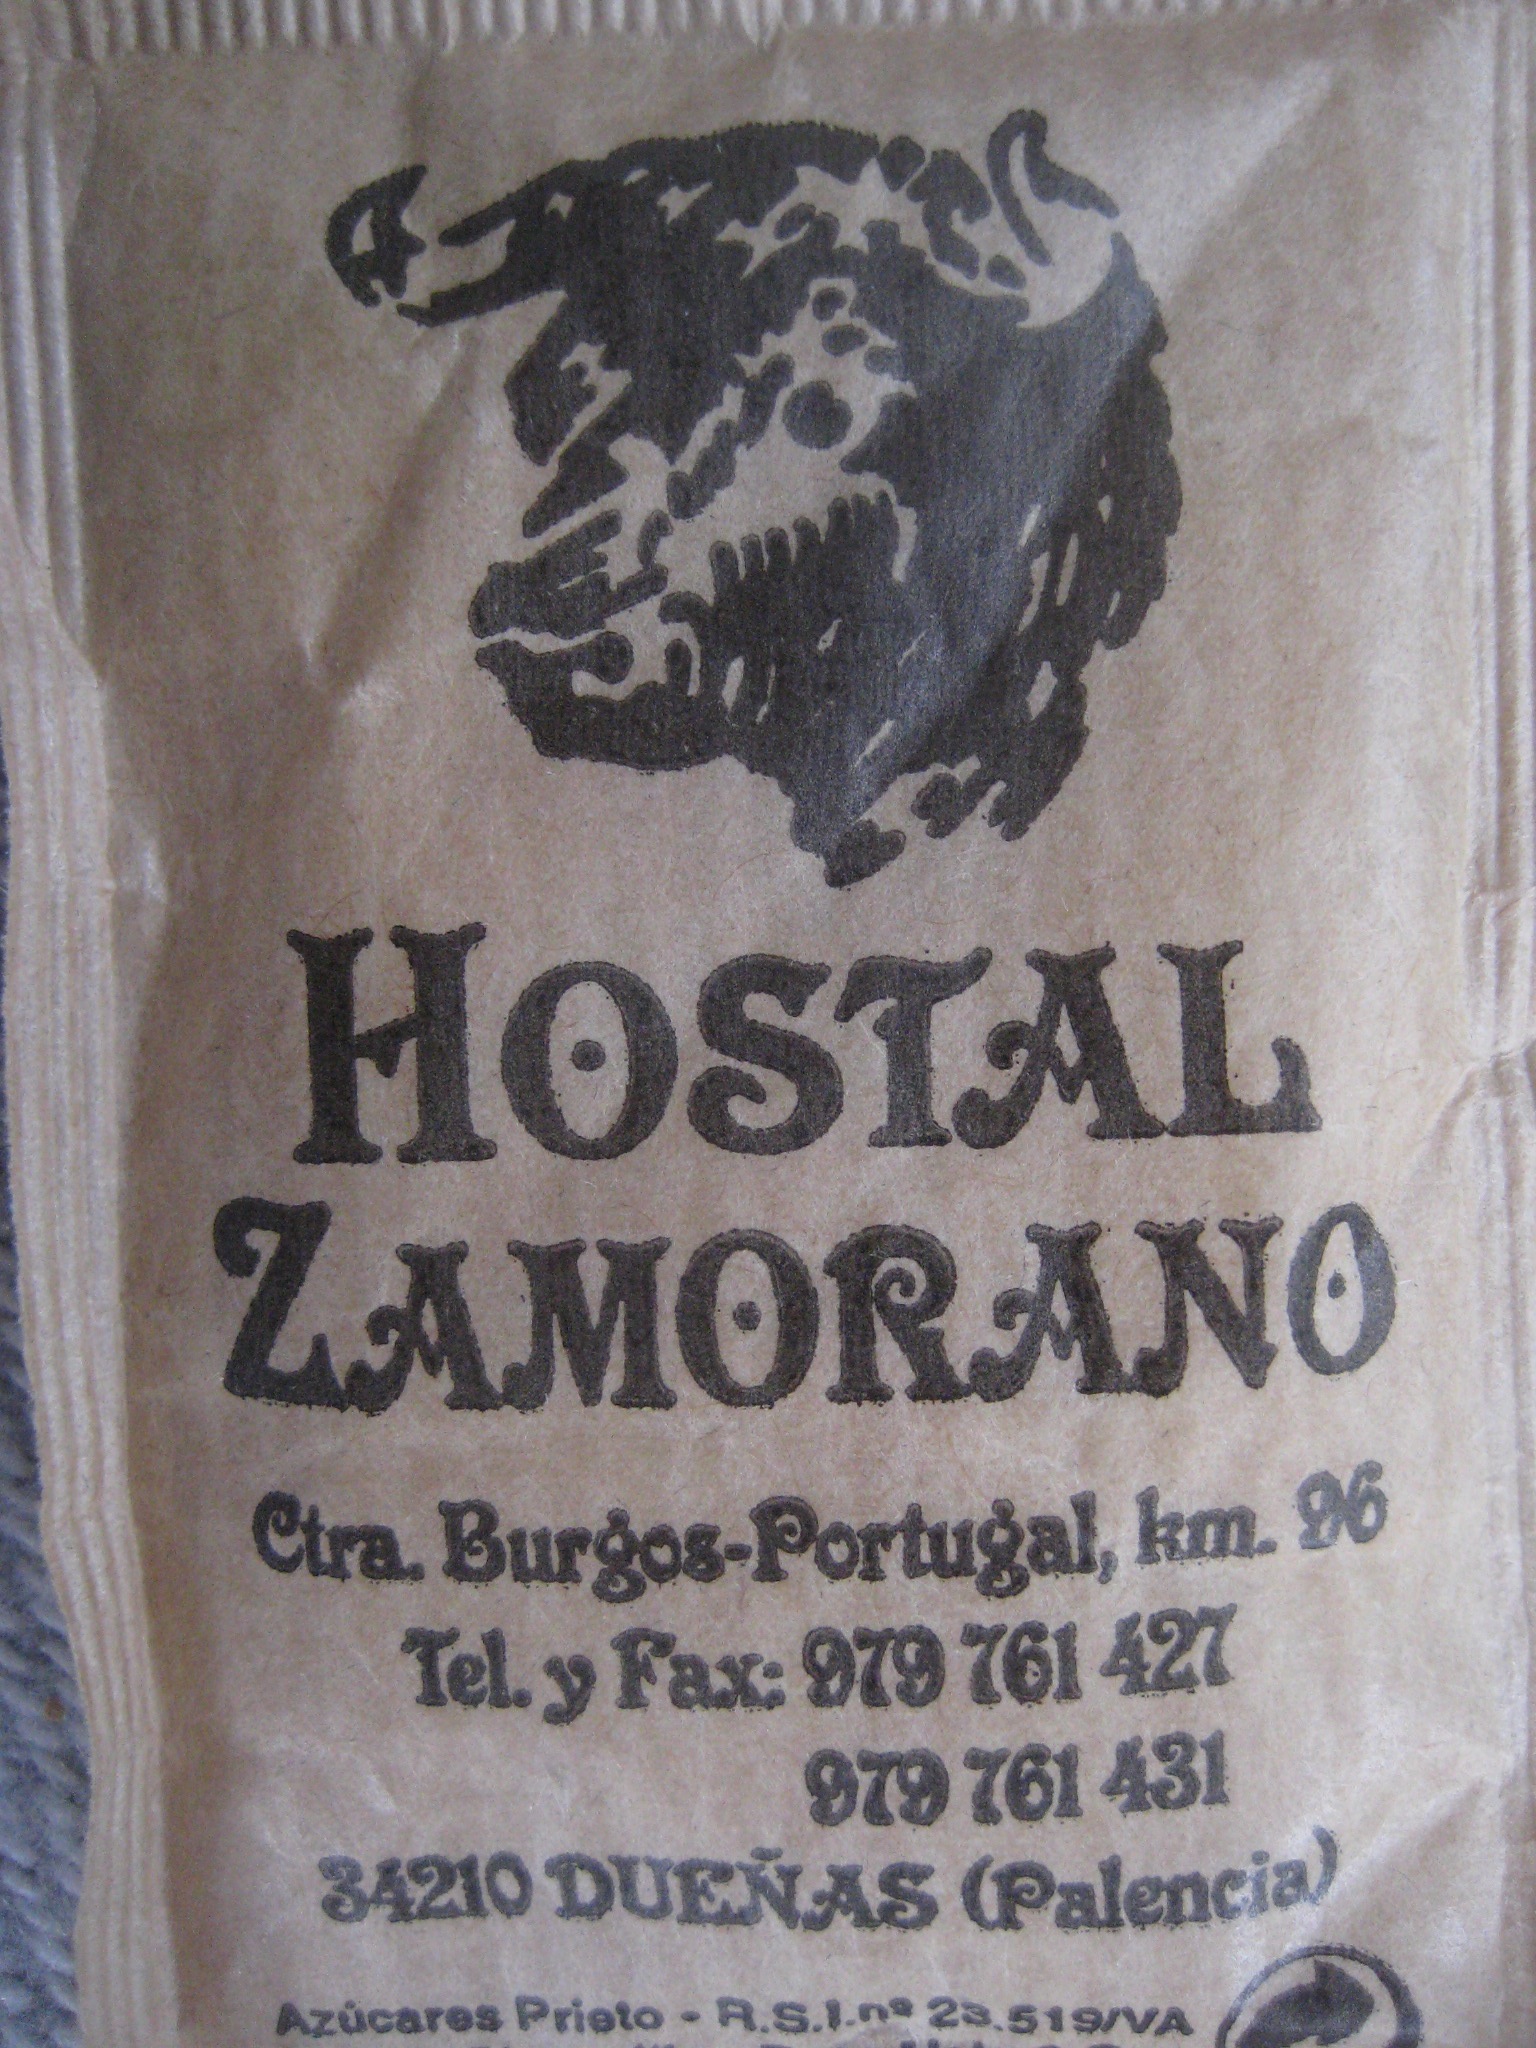 HOSTAL
ZAMORANO
Ctra. Burgos-Portugal, km. 96
Tel. y Fax: 979 761 427
979 761 431
34210 DUEÑAS (Palencia)
Azúcares Prieto - R.S.I.nº 23.519/VA